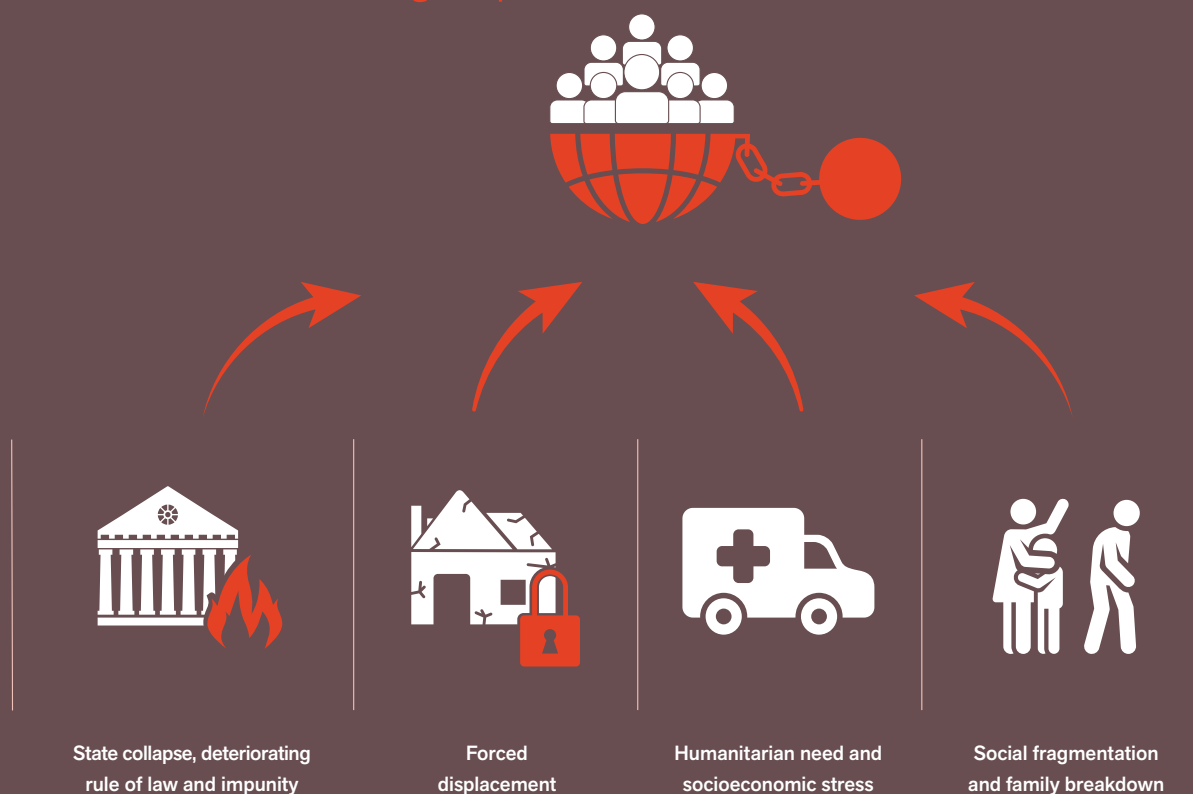 State collapse, deteriorating
rule of law and impunity
Forced
displacement
Humanitarian need and
socioeconomic stress
Social fragmentation
and family breakdown